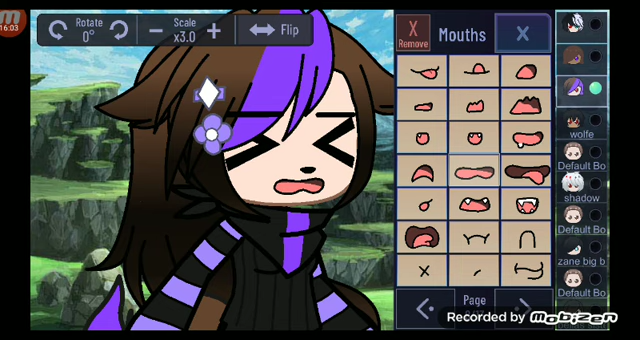 16:03
Rotate
0°
Scale
x3.0
Flip
X
Remove
Mouths
X
wolfe
Default Bo
shadow
Default Bo
zane big b
Default Bo
Page
Recorded by Mobizen